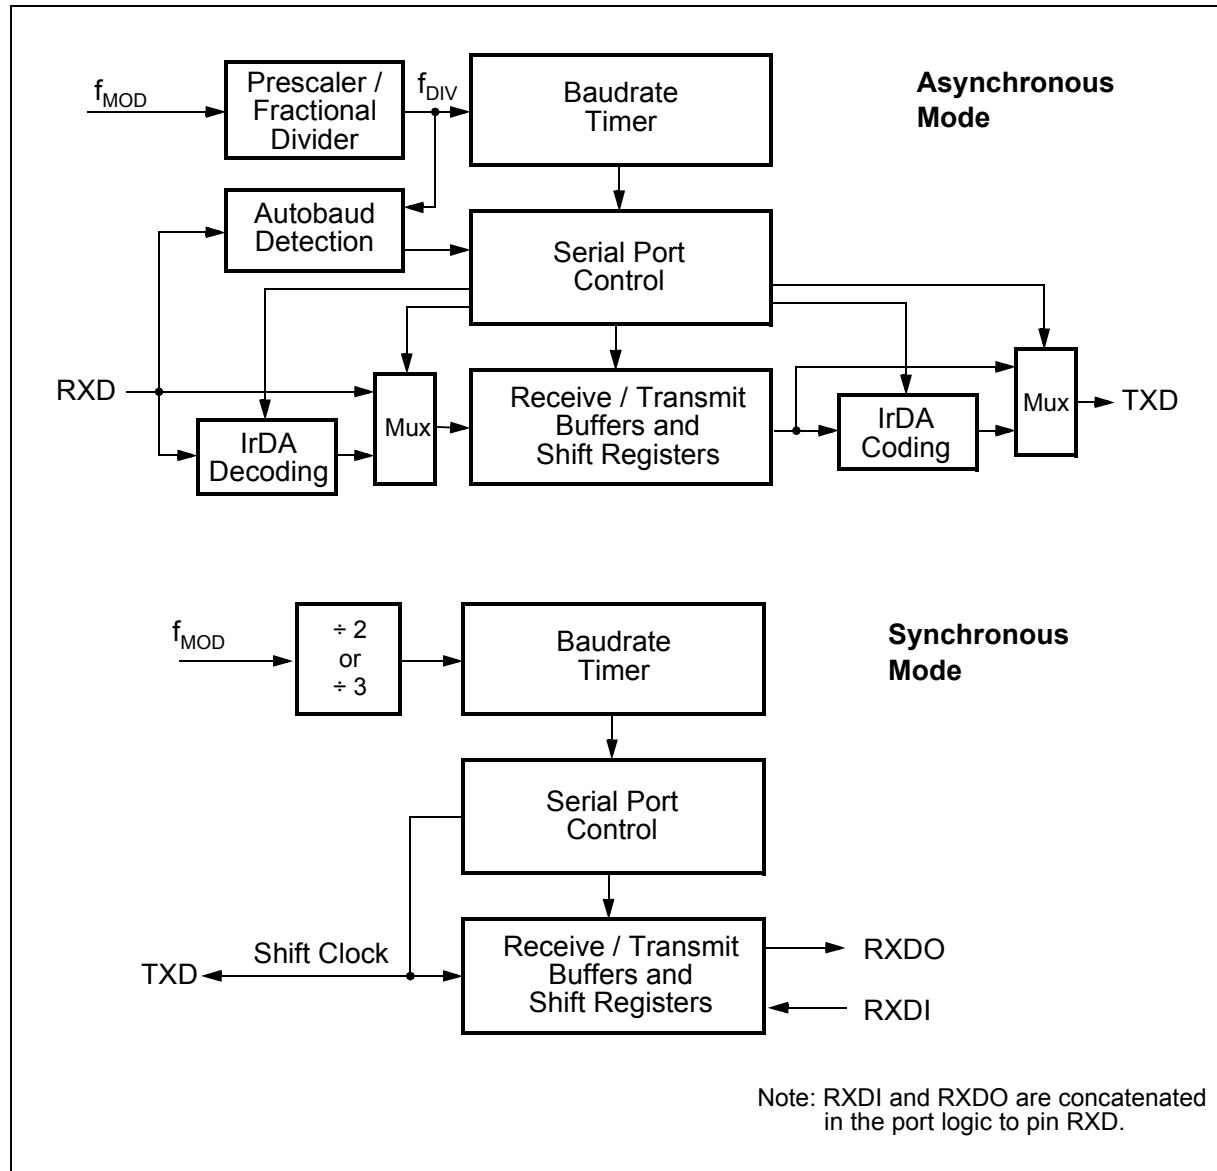 f_MOD
Prescaler /
Fractional
Divider
f_DIV
Baudrate
Timer
Asynchronous
Mode
Autobaud
Detection
Serial Port
Control
RXD
IrDA
Decoding
Mux
Receive / Transmit
Buffers and
Shift Registers
IrDA
Coding
Mux
TXD
f_MOD
÷ 2
or
÷ 3
Baudrate
Timer
Synchronous
Mode
Serial Port
Control
TXD
Shift Clock
Receive / Transmit
Buffers and
Shift Registers
RXDO
RXDI
Note: RXDI and RXDO are concatenated
in the port logic to pin RXD.